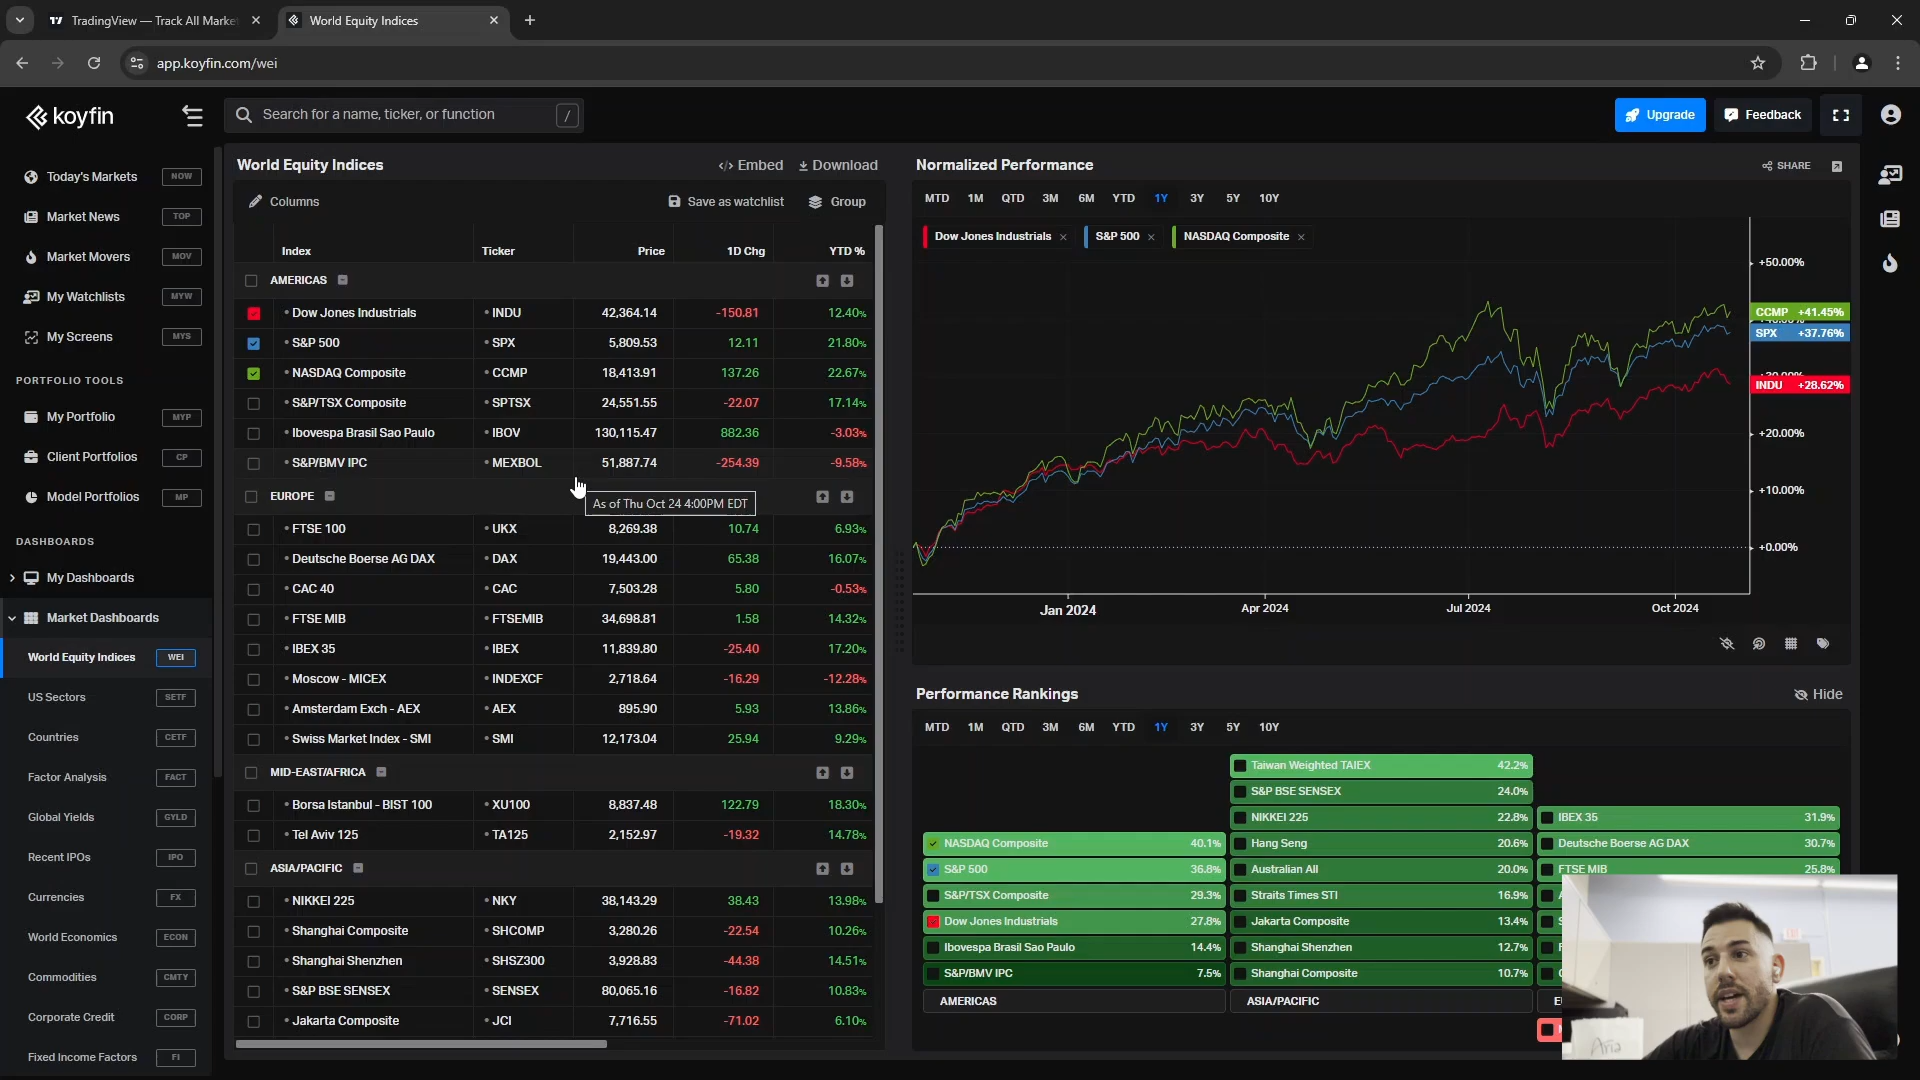 TradingView — Track All Marke
World Equity Indices
app.koyfin.com/wei
koyfin
Search for a name, ticker, or function /
Upgrade
Feedback
Today's Markets NOW
Market News TOP
Market Movers MOV
My Watchlists MYW
My Screens MYS
PORTFOLIO TOOLS
My Portfolio MYP
Client Portfolios CP
Model Portfolios MP
DASHBOARDS
My Dashboards
Market Dashboards
World Equity Indices WEI
US Sectors SETF
Countries CETF
Factor Analysis FACT
Global Yields GYLD
Recent IPOs IPO
Currencies FX
World Economics ECON
Commodities CMTY
Corporate Credit CORP
Fixed Income Factors FI
World Equity Indices
Embed
Download
Columns
Save as watchlist
Group
Index Ticker Price 1D Chg YTD %
AMERICAS
Dow Jones Industrials INDU 42,364.14 -150.81 12.40%
S&P 500 SPX 5,809.53 12.11 21.80%
NASDAQ Composite CCMP 18,413.91 137.26 22.67%
S&P/TSX Composite SPTSX 24,551.55 -22.07 17.14%
Ibovespa Brasil Sao Paulo IBOV 130,115.47 882.36 -3.03%
S&P/BMV IPC MEXBOL 51,887.74 -254.39 -9.58%
EUROPE
As of Thu Oct 24 4:00PM EDT
FTSE 100 UKX 8,269.38 10.74 6.93%
Deutsche Boerse AG DAX DAX 19,443.00 65.38 16.07%
CAC 40 CAC 7,503.28 5.80 -0.53%
FTSE MIB FTSEMIB 34,698.81 1.58 14.32%
IBEX 35 IBEX 11,839.80 -25.40 17.20%
Moscow - MICEX INDEXCF 2,718.64 -16.29 -12.28%
Amsterdam Exch - AEX AEX 895.90 5.93 13.86%
Swiss Market Index - SMI SMI 12,173.04 25.94 9.29%
MID-EAST/AFRICA
Borsa Istanbul - BIST 100 XU100 8,837.48 122.79 18.30%
Tel Aviv 125 TA125 2,152.97 -19.32 14.78%
ASIA/PACIFIC
NIKKEI 225 NKY 38,143.29 38.43 13.98%
Shanghai Composite SHCOMP 3,280.26 -22.54 10.26%
Shanghai Shenzhen SHSZ300 3,928.83 -44.38 14.51%
S&P BSE SENSEX SENSEX 80,065.16 -16.82 10.83%
Jakarta Composite JCI 7,716.55 -71.02 6.10%
Normalized Performance
SHARE
MTD 1M QTD 3M 6M YTD 1Y 3Y 5Y 10Y
Dow Jones Industrials
S&P 500
NASDAQ Composite
+50.00%
CCMP +41.45%
SPX +37.76%
INDU +28.62%
+20.00%
+10.00%
+0.00%
Jan 2024 Apr 2024 Jul 2024 Oct 2024
Performance Rankings
Hide
MTD 1M QTD 3M 6M YTD 1Y 3Y 5Y 10Y
NASDAQ Composite 40.1%
S&P 500 36.8%
S&P/TSX Composite 29.3%
Dow Jones Industrials 27.8%
Ibovespa Brasil Sao Paulo 14.4%
S&P/BMV IPC 7.5%
AMERICAS
Taiwan Weighted TAIEX 42.2%
S&P BSE SENSEX 24.0%
NIKKEI 225 22.8%
Hang Seng 20.6%
Australian All 20.0%
Straits Times STI 16.9%
Jakarta Composite 13.4%
Shanghai Shenzhen 12.7%
Shanghai Composite 10.7%
ASIA/PACIFIC
IBEX 35 31.9%
Deutsche Boerse AG DAX 30.7%
FTSE MIB 25.8%